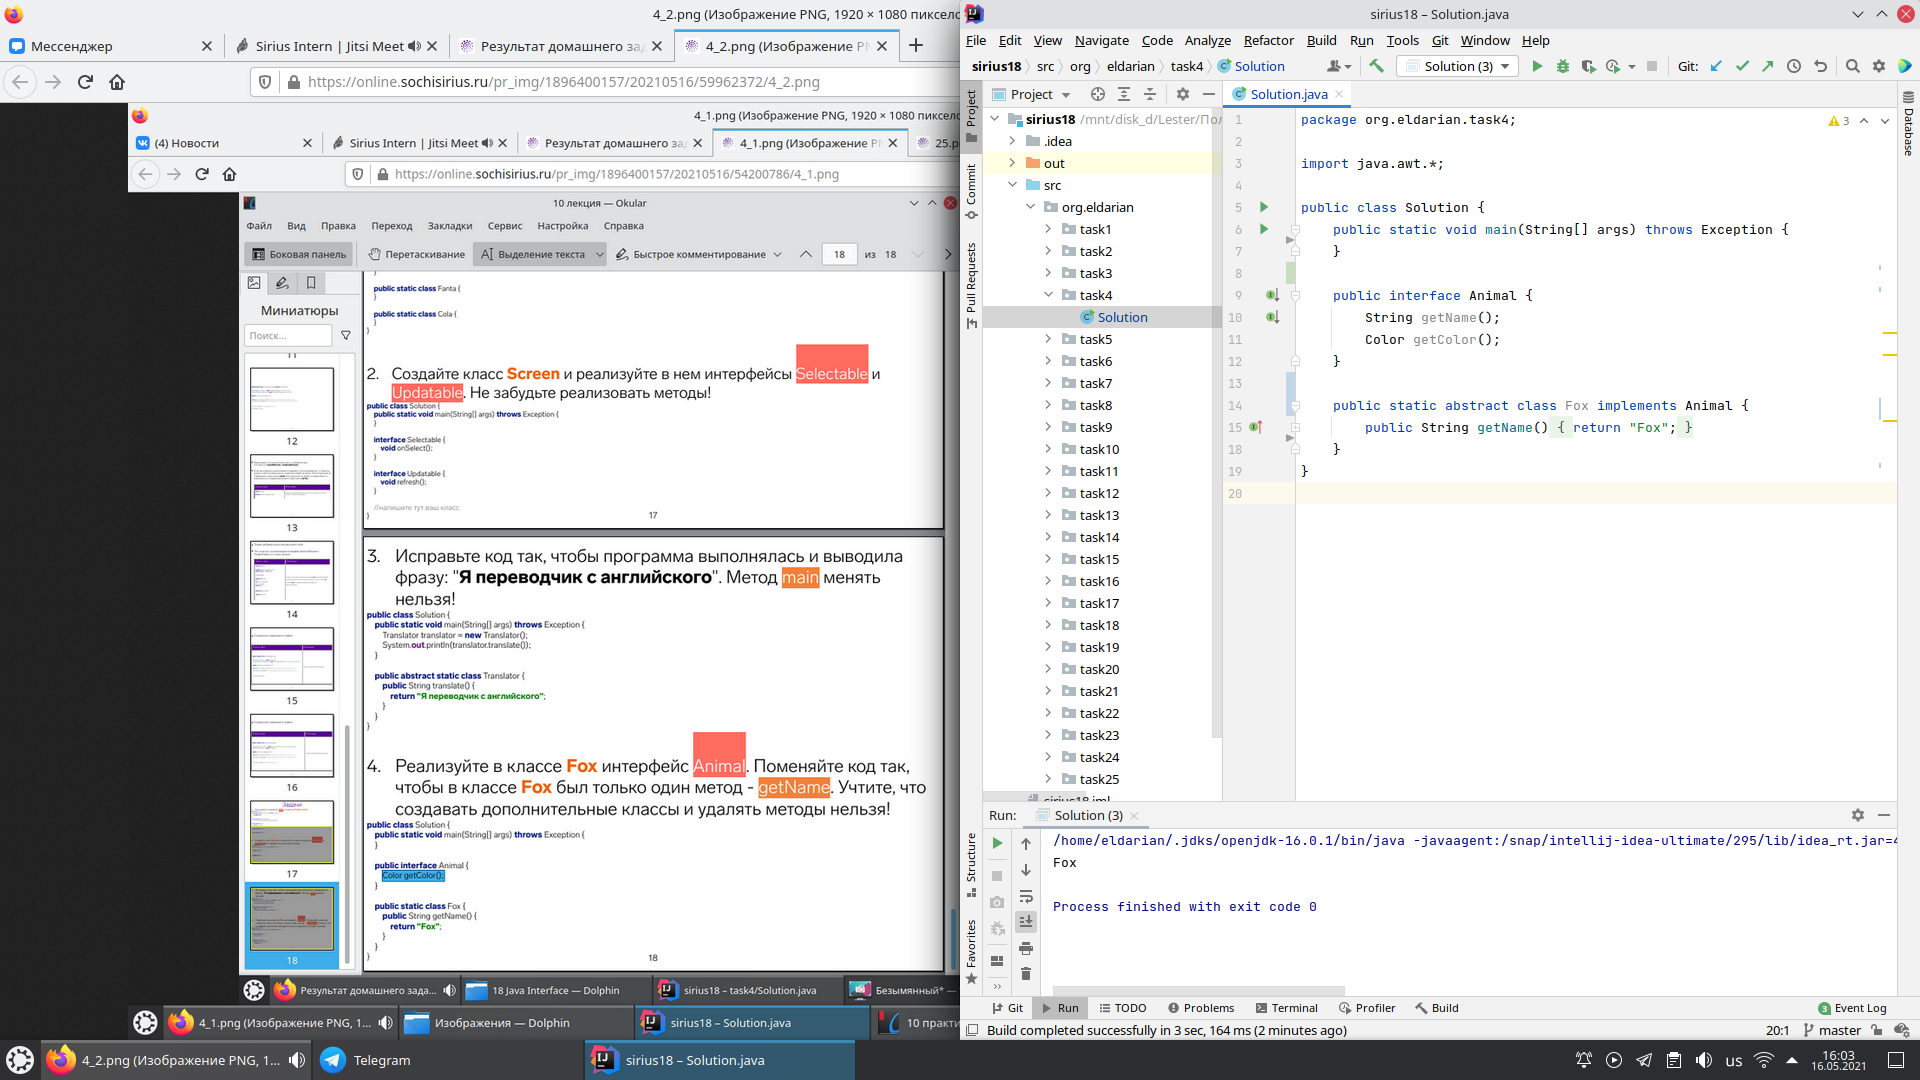 4_2.png (Изображение PNG, 1920 × 1080 пиксело
Мессенджер
Sirius Intern | Jitsi Meet
Результат домашнего за
4_2.png (Изображение P
https://online.sochisirius.ru/pr_img/1896400157/20210516/59962372/4_2.png
4_1.png (Изображение PNG, 1920 × 1080 пиксело
(4) Новости
Sirius Intern | Jitsi Meet
Результат домашнего за
4_1.png (Изображение P
25.p
https://online.sochisirius.ru/pr_img/1896400157/20210516/54200786/4_1.png
10 лекция — Okular
Файл Вид Правка Переход Закладки Сервис Настройка Справка
Боковая панель
Перетаскивание
Выделение текста
Быстрое комментирование
18 из 18
Миниатюры
Поиск...
11
12
13
14
15
16
Задачи
17
18
}
public static class Fanta {
}
public static class Cola {
}
}
2. Создайте класс Screen и реализуйте в нем интерфейсы Selectable и
Updatable. Не забудьте реализовать методы!
public class Solution {
public static void main(String[] args) throws Exception {
}
interface Selectable {
void onSelect();
}
interface Updatable {
void refresh();
}
//напишите тут ваш класс
}
17
3. Исправьте код так, чтобы программа выполнялась и выводила
фразу: "Я переводчик с английского". Метод main менять
нельзя!
public class Solution {
public static void main(String[] args) throws Exception {
Translator translator = new Translator();
System.out.println(translator.translate());
}
public abstract static class Translator {
public String translate() {
return "Я переводчик с английского";
}
}
}
4. Реализуйте в классе Fox интерфейс Animal. Поменяйте код так,
чтобы в классе Fox был только один метод - getName. Учтите, что
создавать дополнительные классы и удалять методы нельзя!
public class Solution {
public static void main(String[] args) throws Exception {
}
public interface Animal {
Color getColor();
}
public static class Fox {
public String getName() {
return "Fox";
}
}
}
18
Результат домашнего зада...
18 Java Interface — Dolphin
sirius18 – task4/Solution.java
Безымянный* —
4_1.png (Изображение PNG, 1...
Изображения — Dolphin
sirius18 – Solution.java
10 практи
4_2.png (Изображение PNG, 1...
Telegram
sirius18 – Solution.java
sirius18 – Solution.java
File Edit View Navigate Code Analyze Refactor Build Run Tools Git Window Help
sirius18 src org eldarian task4 Solution
Solution (3)
Git:
Project
Commit
Pull Requests
Structure
Favorites
Database
Project
sirius18 /mnt/disk_d/Lester/Пол
.idea
out
src
org.eldarian
task1
task2
task3
task4
Solution
task5
task6
task7
task8
task9
task10
task11
task12
task13
task14
task15
task16
task17
task18
task19
task20
task21
task22
task23
task24
task25
sirius18.iml
Solution.java
3
1 package org.eldarian.task4;
2
3 import java.awt.*;
4
5 public class Solution {
6 public static void main(String[] args) throws Exception {
7 }
8
9 public interface Animal {
10 String getName();
11 Color getColor();
12 }
13
14 public static abstract class Fox implements Animal {
15 public String getName() { return "Fox"; }
18 }
19 }
20
Run: Solution (3)
/home/eldarian/.jdks/openjdk-16.0.1/bin/java -javaagent:/snap/intellij-idea-ultimate/295/lib/idea_rt.jar=4
Fox
Process finished with exit code 0
Git Run TODO Problems Terminal Profiler Build
3 Event Log
Build completed successfully in 3 sec, 164 ms (2 minutes ago)
20:1
master
us
16:03
16.05.2021